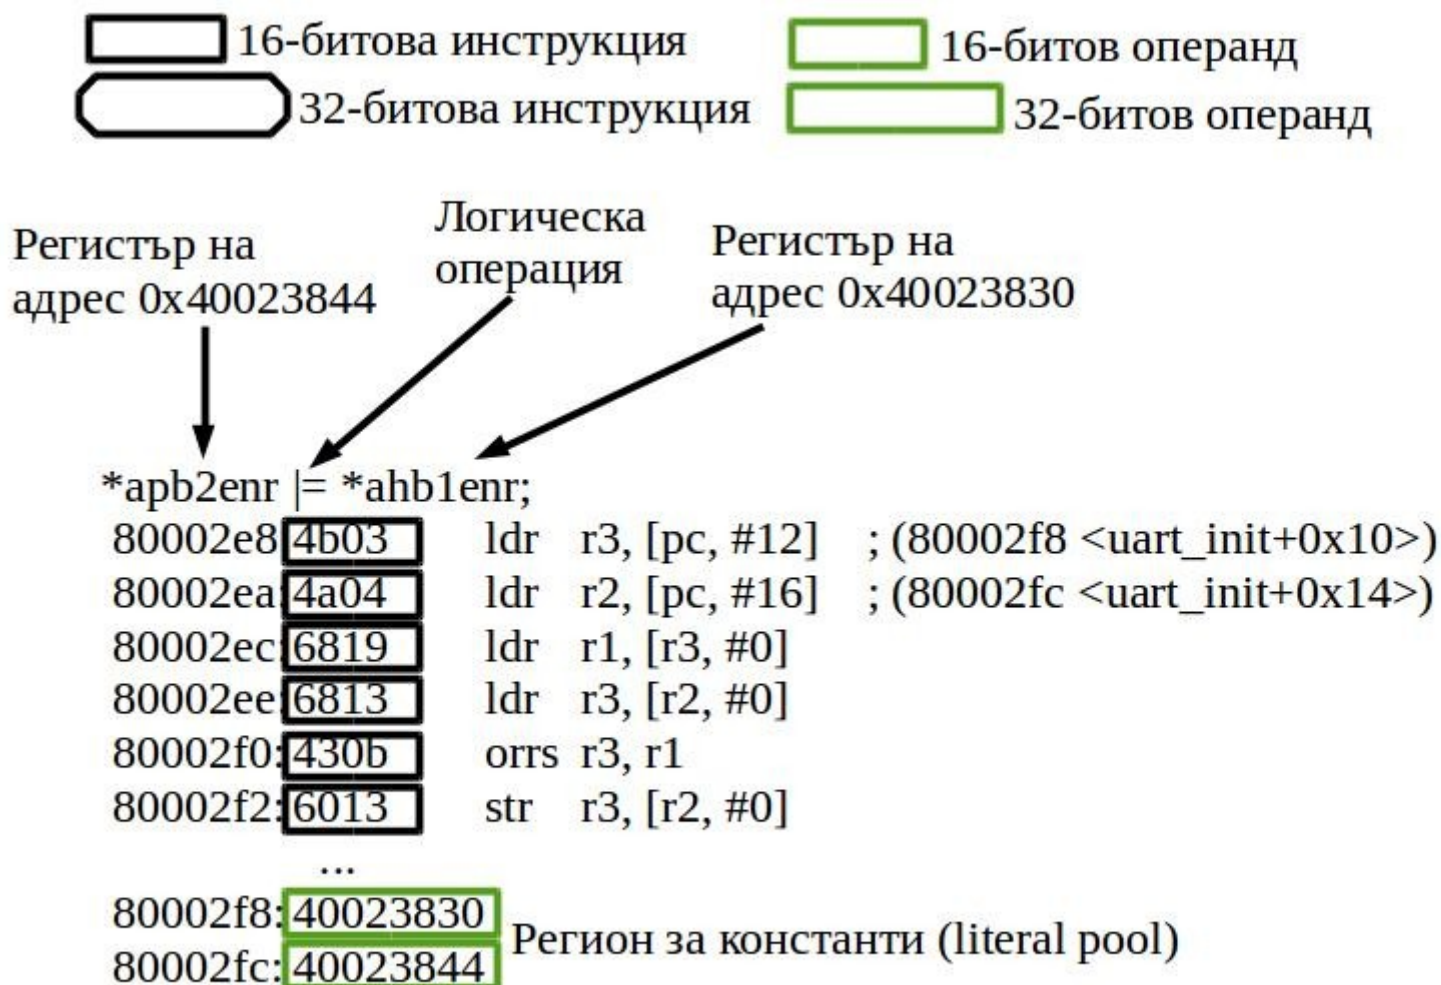 16-битова инструкция
16-битов операнд
32-битова инструкция
32-битов операнд
Регистър на
адрес 0x40023844
Логическа
операция
Регистър на
адрес 0x40023830
*apb2enr |= *ahb1enr;
80002e8: 4b03 ldr r3, [pc, #12] ; (80002f8 <uart_init+0x10>)
80002ea: 4a04 ldr r2, [pc, #16] ; (80002fc <uart_init+0x14>)
80002ec: 6819 ldr r1, [r3, #0]
80002ee: 6813 ldr r3, [r2, #0]
80002f0: 430b orrs r3, r1
80002f2: 6013 str r3, [r2, #0]
...
80002f8: 40023830
Регион за константи (literal pool)
80002fc: 40023844